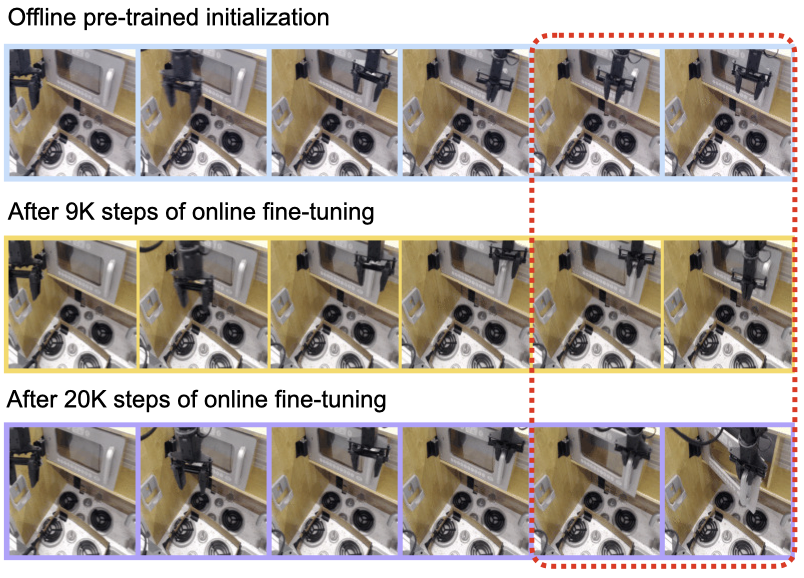 Offline pre-trained initialization
After 9K steps of online fine-tuning
After 20K steps of online fine-tuning